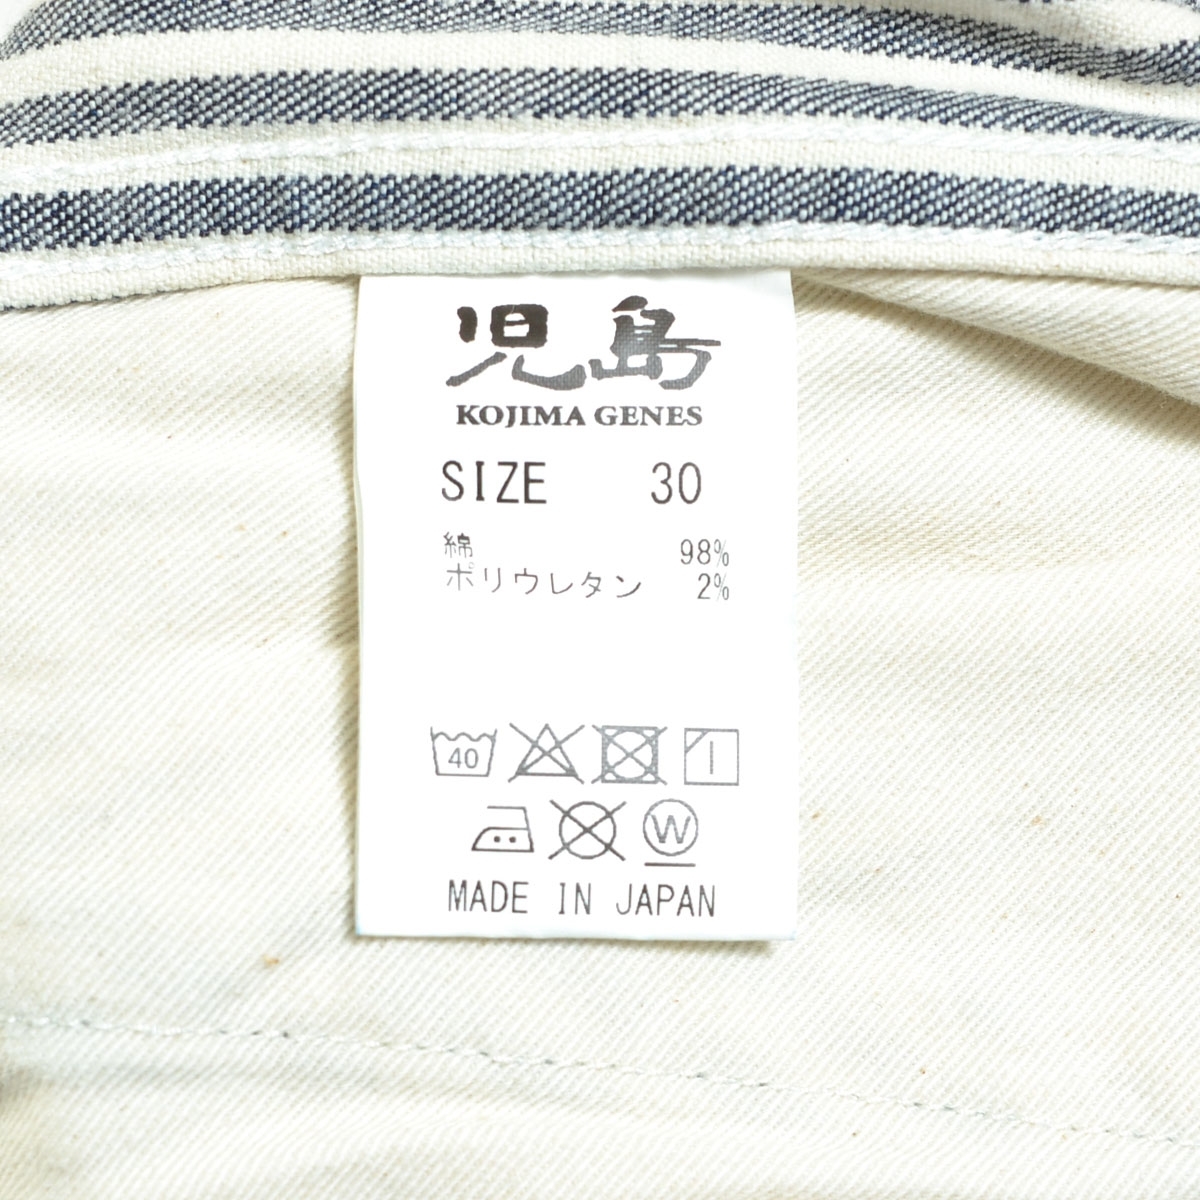 児島
KOJIMA GENES
SIZE 30
綿 98%
ポリウレタン 2%
40
W
MADE IN JAPAN